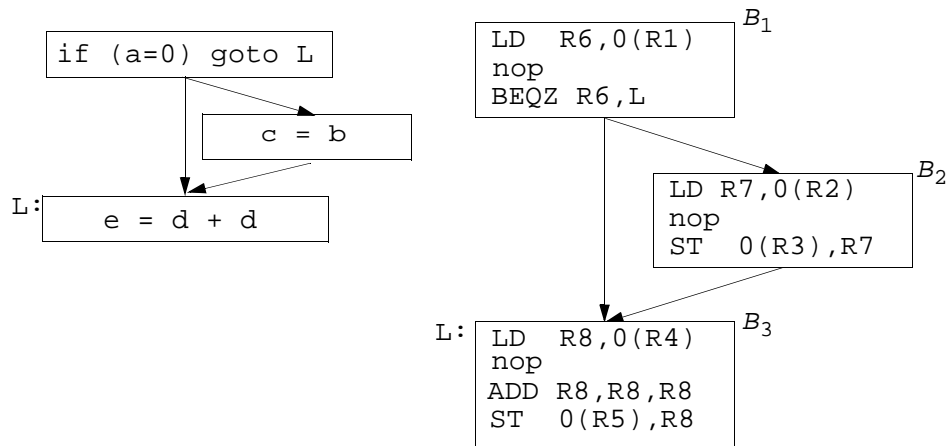 if (a=0) goto L
c = b
L:
e = d + d
B1
LD R6,0(R1)
nop
BEQZ R6,L
B2
LD R7,0(R2)
nop
ST 0(R3),R7
L:
B3
LD R8,0(R4)
nop
ADD R8,R8,R8
ST 0(R5),R8